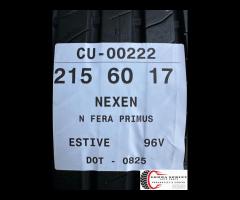 CU-00222
215 60 17
NEXEN
N FERA PRIMUS
ESTIVE 96V
DOT - 0825